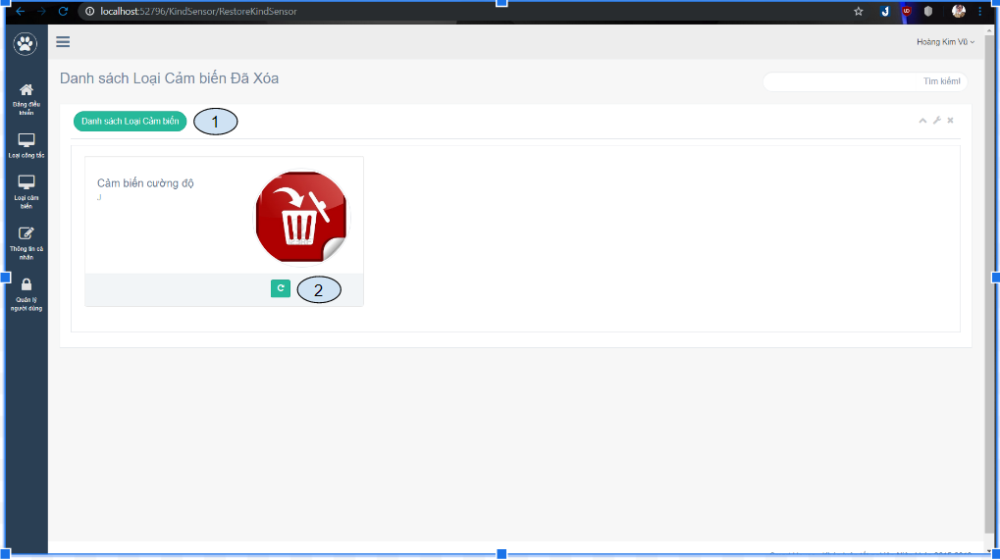 localhost:52796/KindSensor/RestoreKindSensor
Hoàng Kim Vũ
Danh sách Loại Cảm biến Đã Xóa
Tìm kiếm!
Bảng điều
khiển
Loại công tắc
Loại cảm
biến
Thông tin cá
nhân
Quản lý
người dùng
Danh sách Loại Cảm biến
1
Cảm biến cường độ
2